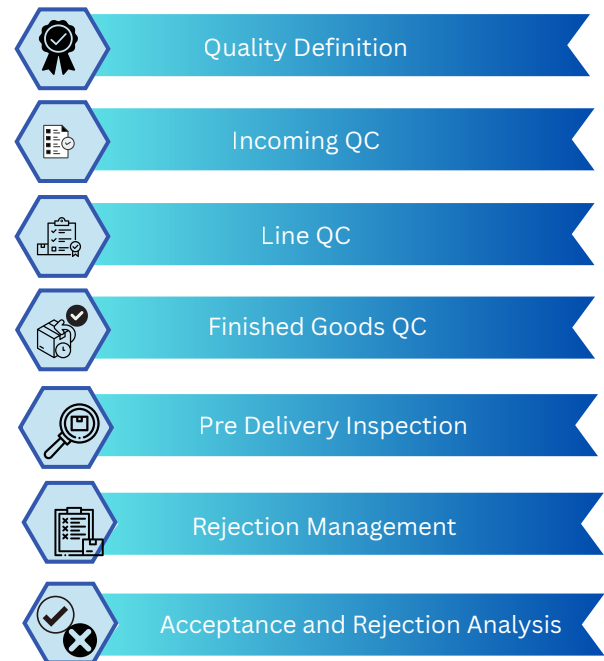 Quality Definition
Incoming QC
Line QC
Finished Goods QC
Pre Delivery Inspection
Rejection Management
Acceptance and Rejection Analysis